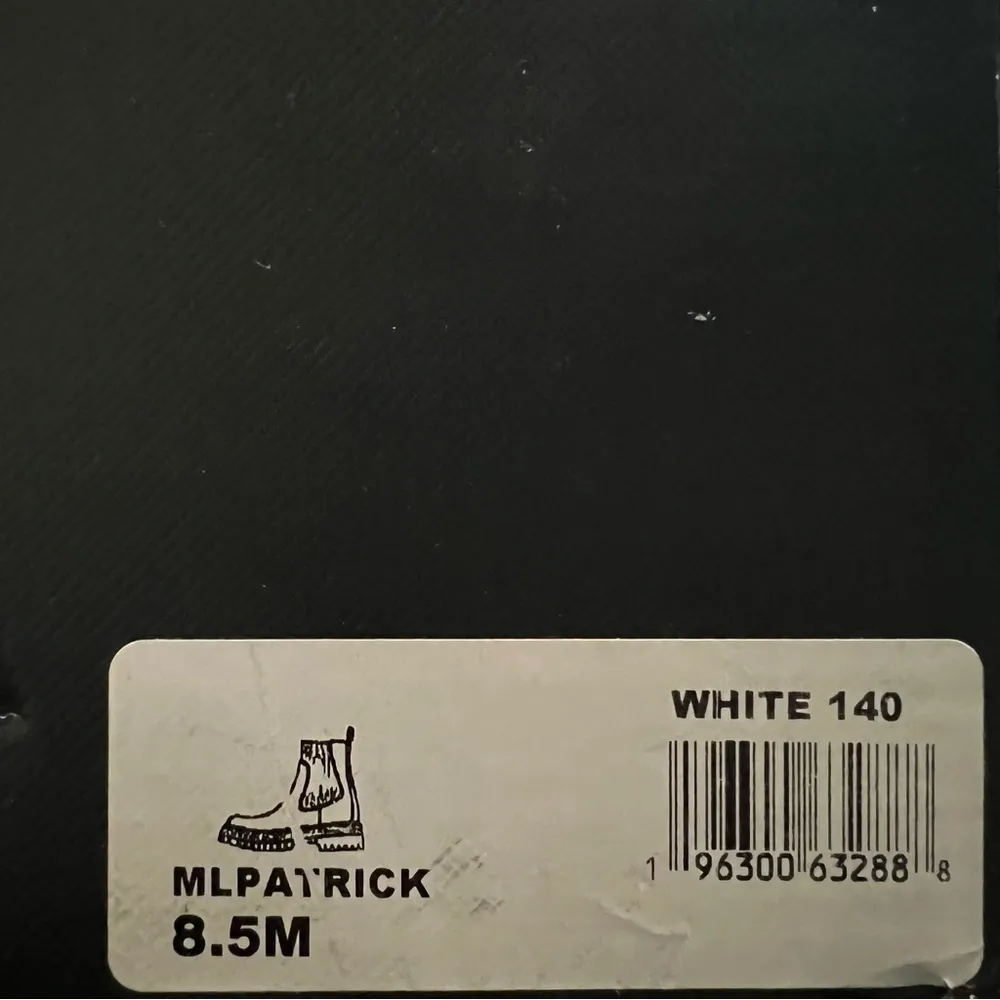 WHITE 140
1 96300 63288 8
MLPATRICK
8.5M